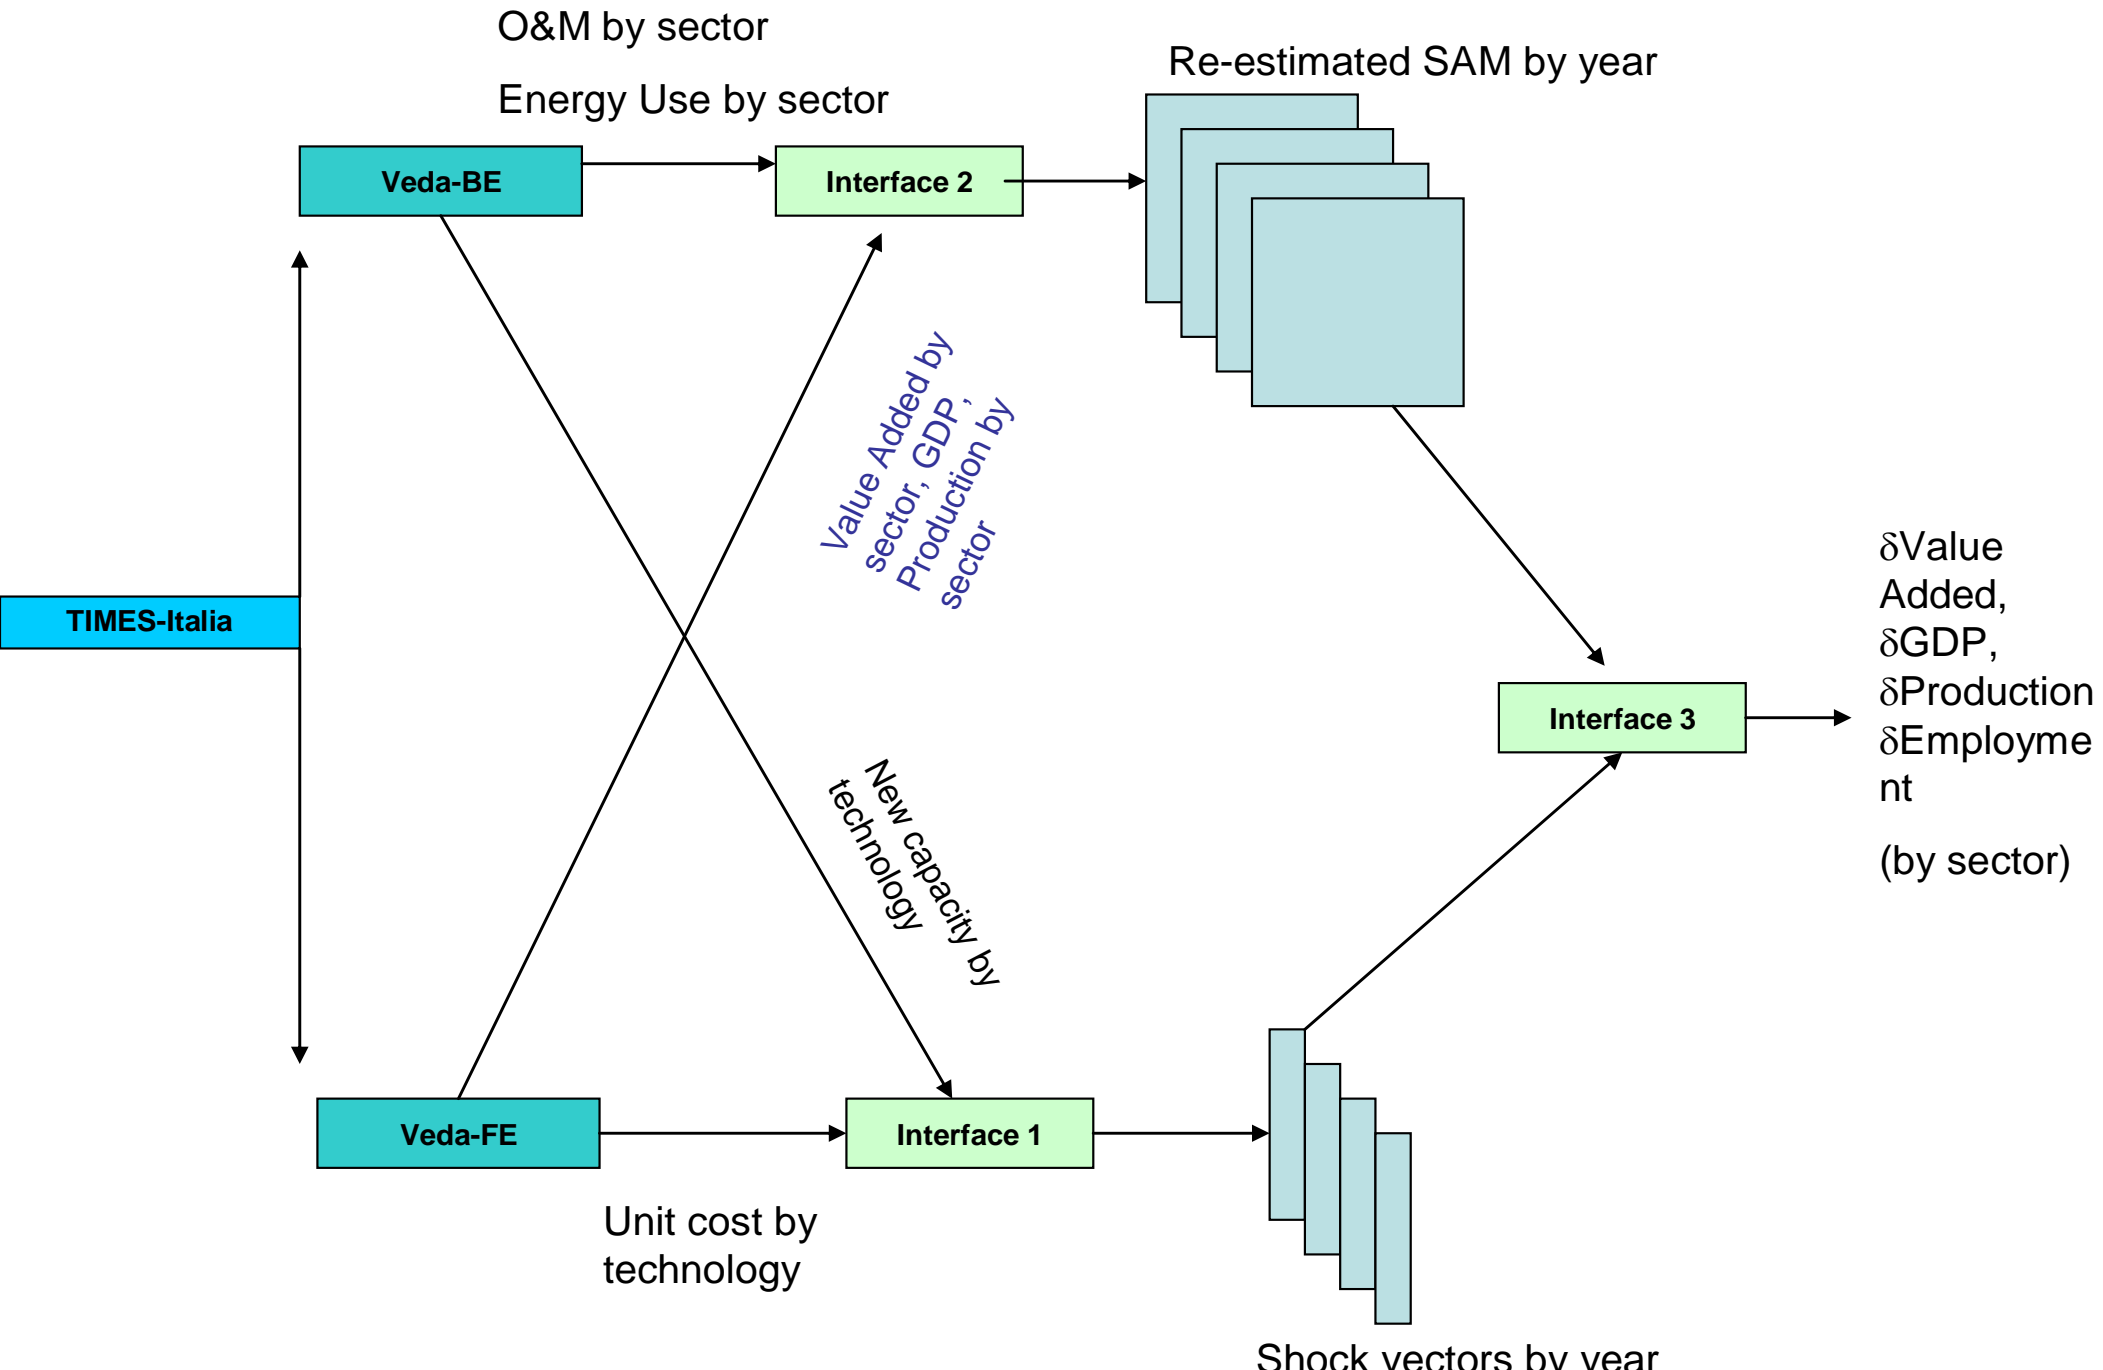 O&M by sector
Energy Use by sector
Re-estimated SAM by year
Veda-BE
Interface 2
Value Added by
sector, GDP,
Production by
sector
TIMES-Italia
δValue
Added,
δGDP,
δProduction
δEmployme
nt
(by sector)
Interface 3
New capacity by
technology
Veda-FE
Interface 1
Unit cost by
technology
Shock vectors by year